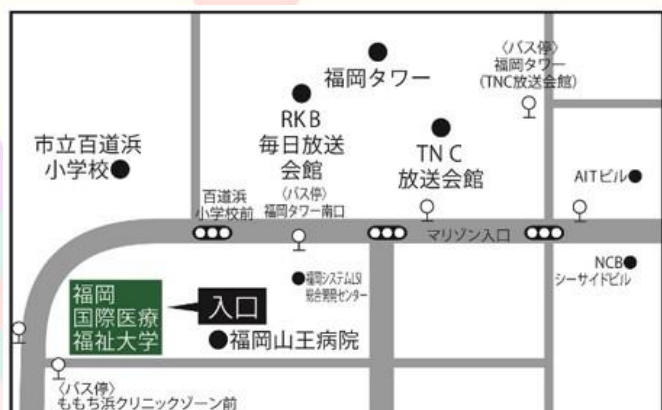 〈バス停〉
福岡タワー
(TNC放送会館)
福岡タワー
RKB
毎日放送
会館
TNC
放送会館
市立百道浜
小学校
AITビル
百道浜
小学校前
〈バス停〉
福岡タワー南口
マリゾン入口
NCB
シーサイドビル
福岡システムLSI
総合開発センター
福岡
国際医療
福祉大学
入口
福岡山王病院
〈バス停〉
ももち浜クリニックゾーン前